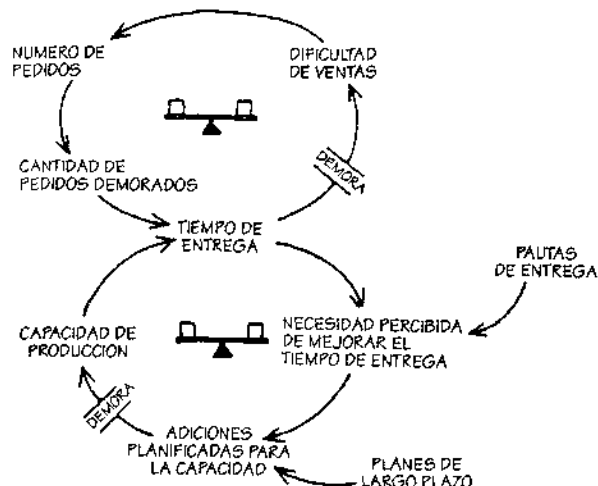 NUMERO DE
PEDIDOS
DIFICULTAD
DE VENTAS
CANTIDAD DE
PEDIDOS DEMORADOS
DEMORA
TIEMPO DE
ENTREGA
PAUTAS
DE ENTREGA
CAPACIDAD DE
PRODUCCION
NECESIDAD PERCIBIDA
DE MEJORAR EL
TIEMPO DE ENTREGA
DEMORA
ADICIONES
PLANIFICADAS PARA
LA CAPACIDAD
PLANES DE
LARGO PLAZO